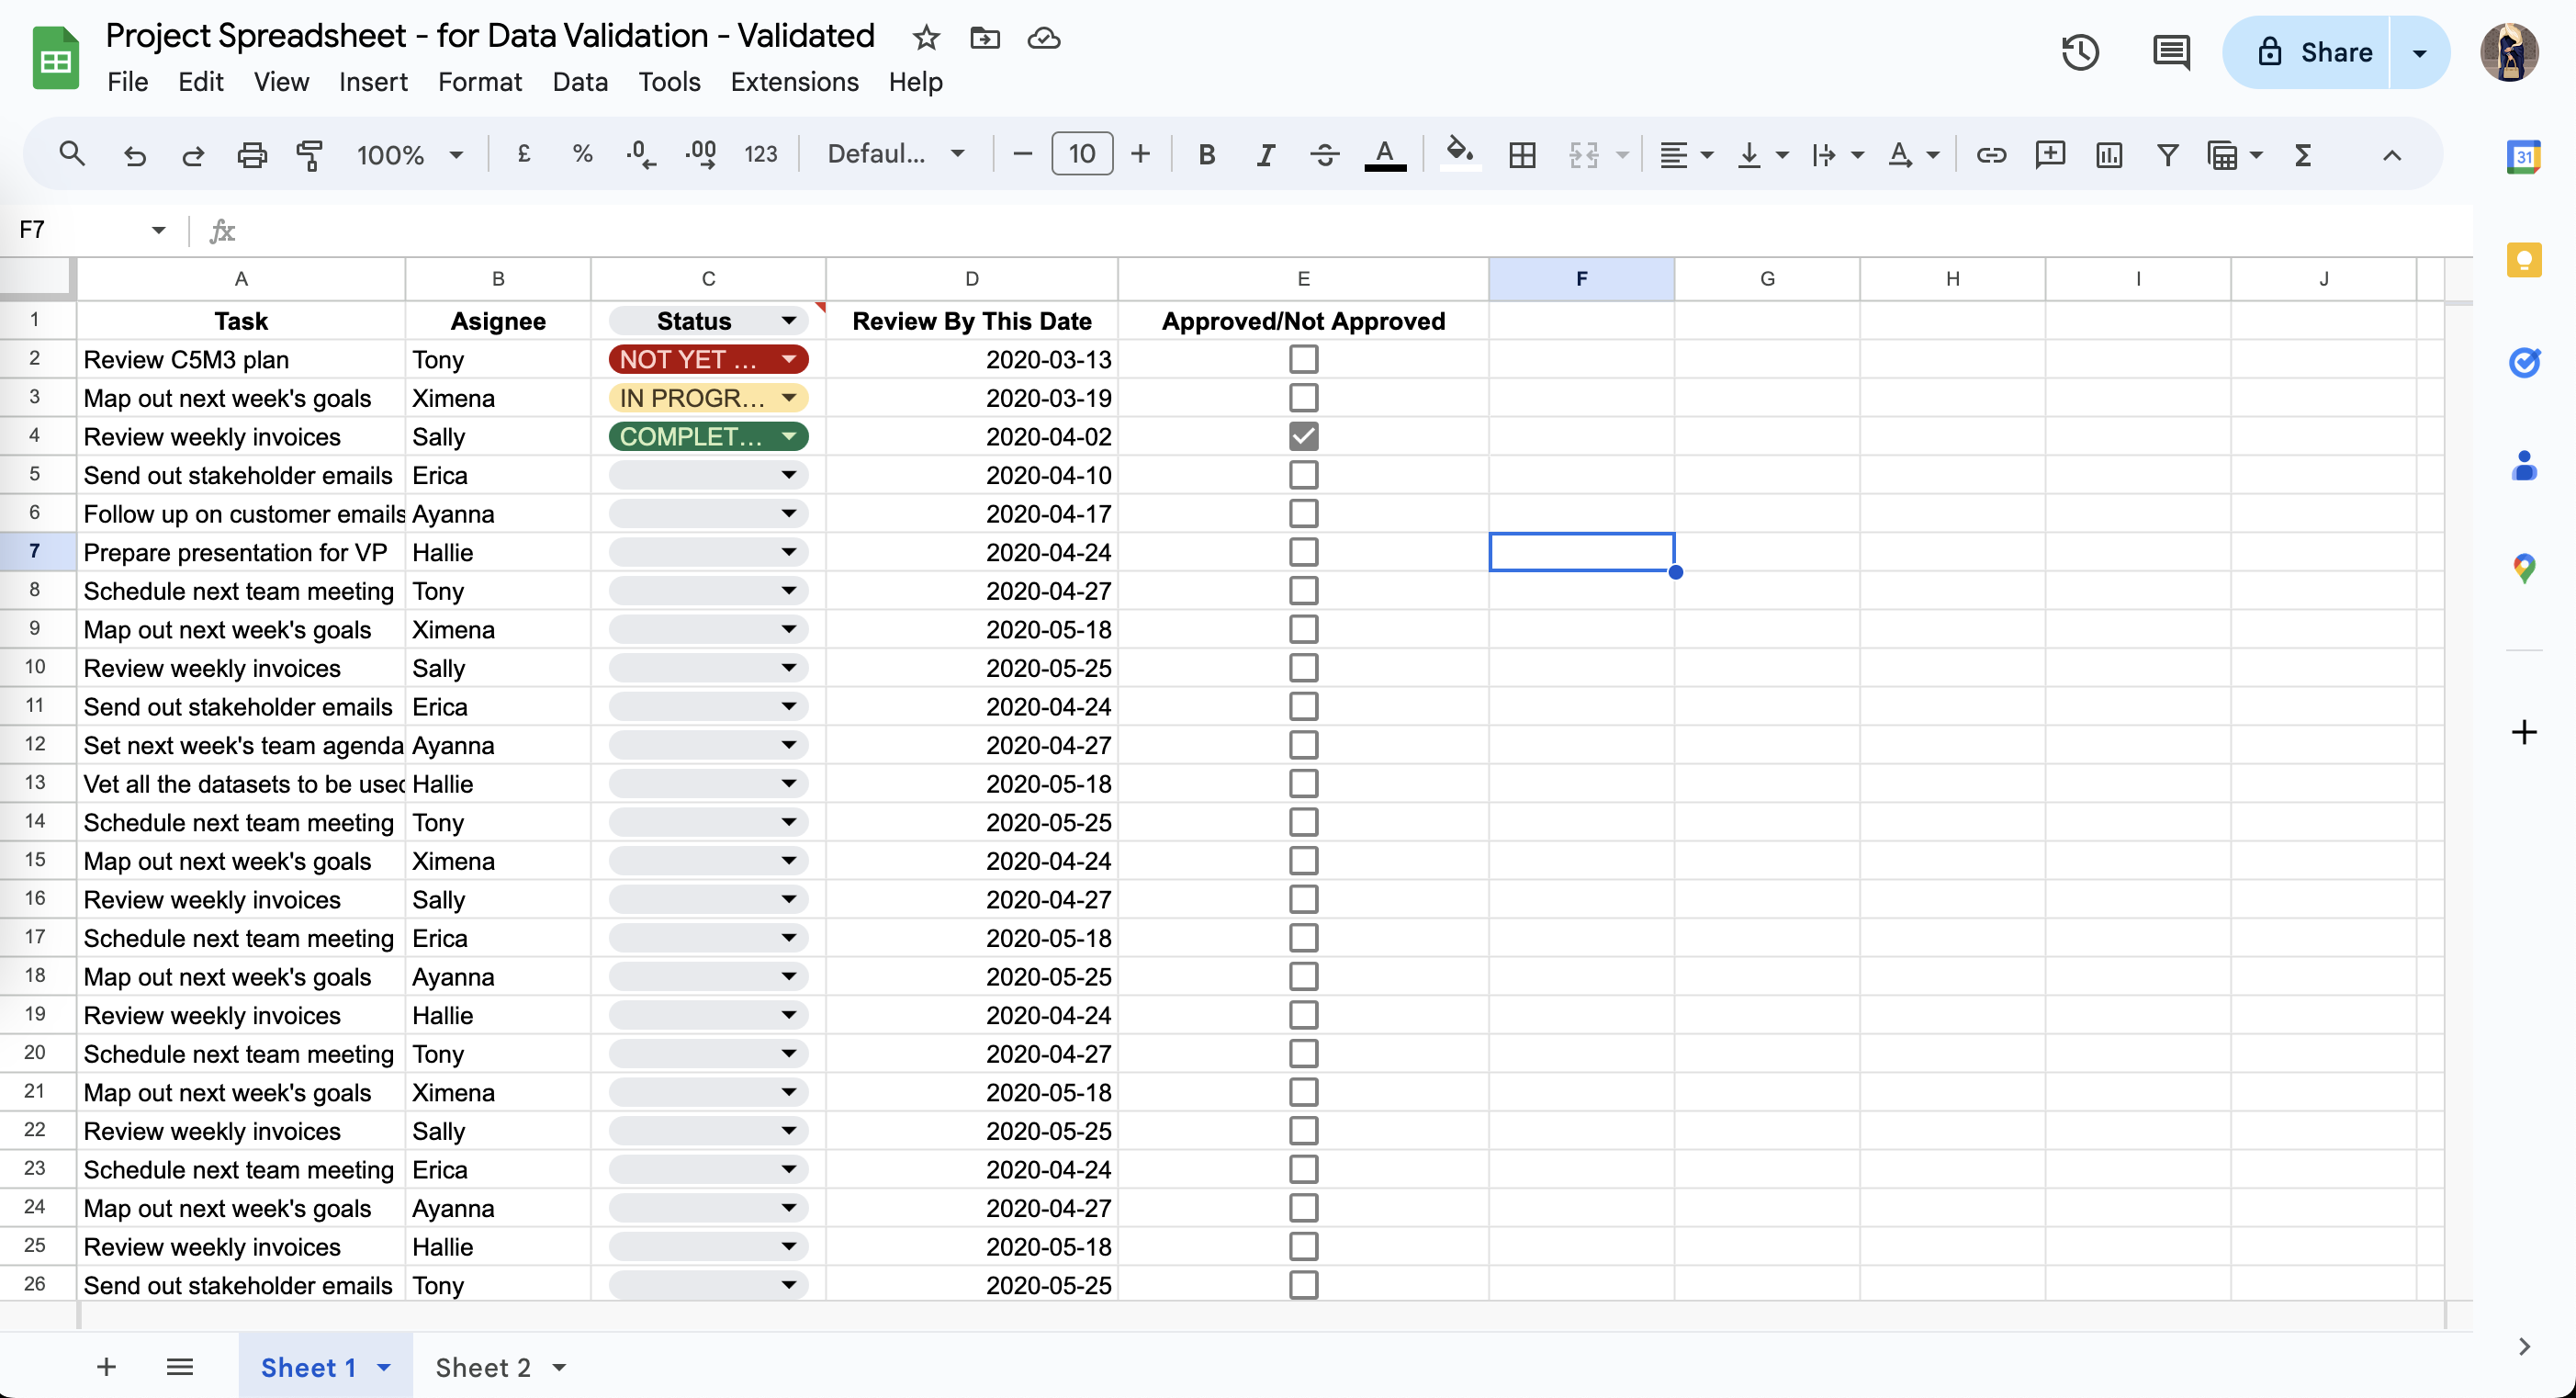 Project Spreadsheet - for Data Validation - Validated
File Edit View Insert Format Data Tools Extensions Help
Share
100% £ % .0 .00 123 Defaul... 10 B I A A Σ 31
F7 fx
A B C D E F G H I J
1 Task Asignee Status Review By This Date Approved/Not Approved
2 Review C5M3 plan Tony NOT YET ... 2020-03-13
3 Map out next week's goals Ximena IN PROGR... 2020-03-19
4 Review weekly invoices Sally COMPLET... 2020-04-02
5 Send out stakeholder emails Erica 2020-04-10
6 Follow up on customer emails Ayanna 2020-04-17
7 Prepare presentation for VP Hallie 2020-04-24
8 Schedule next team meeting Tony 2020-04-27
9 Map out next week's goals Ximena 2020-05-18
10 Review weekly invoices Sally 2020-05-25
11 Send out stakeholder emails Erica 2020-04-24
12 Set next week's team agenda Ayanna 2020-04-27
13 Vet all the datasets to be used Hallie 2020-05-18
14 Schedule next team meeting Tony 2020-05-25
15 Map out next week's goals Ximena 2020-04-24
16 Review weekly invoices Sally 2020-04-27
17 Schedule next team meeting Erica 2020-05-18
18 Map out next week's goals Ayanna 2020-05-25
19 Review weekly invoices Hallie 2020-04-24
20 Schedule next team meeting Tony 2020-04-27
21 Map out next week's goals Ximena 2020-05-18
22 Review weekly invoices Sally 2020-05-25
23 Schedule next team meeting Erica 2020-04-24
24 Map out next week's goals Ayanna 2020-04-27
25 Review weekly invoices Hallie 2020-05-18
26 Send out stakeholder emails Tony 2020-05-25
Sheet 1 Sheet 2